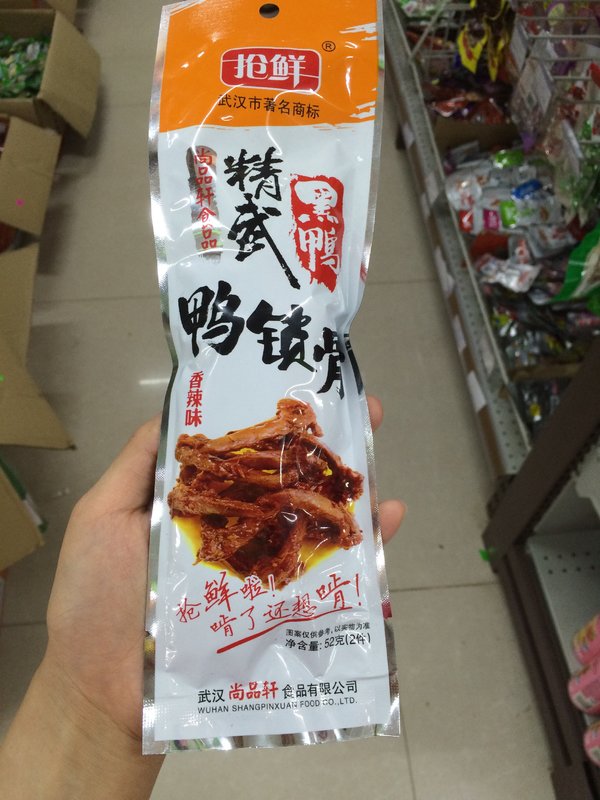 抢鲜®
武汉市著名商标
尚品轩食品
精武
黑鸭
鸭锁骨
香辣味
抢鲜啦!
啃了还想啃!
图案仅供参考,以实物为准
净含量: 52克(2件)
武汉 尚品轩 食品有限公司
WUHAN SHANGPINXUAN FOOD CO.,LTD.